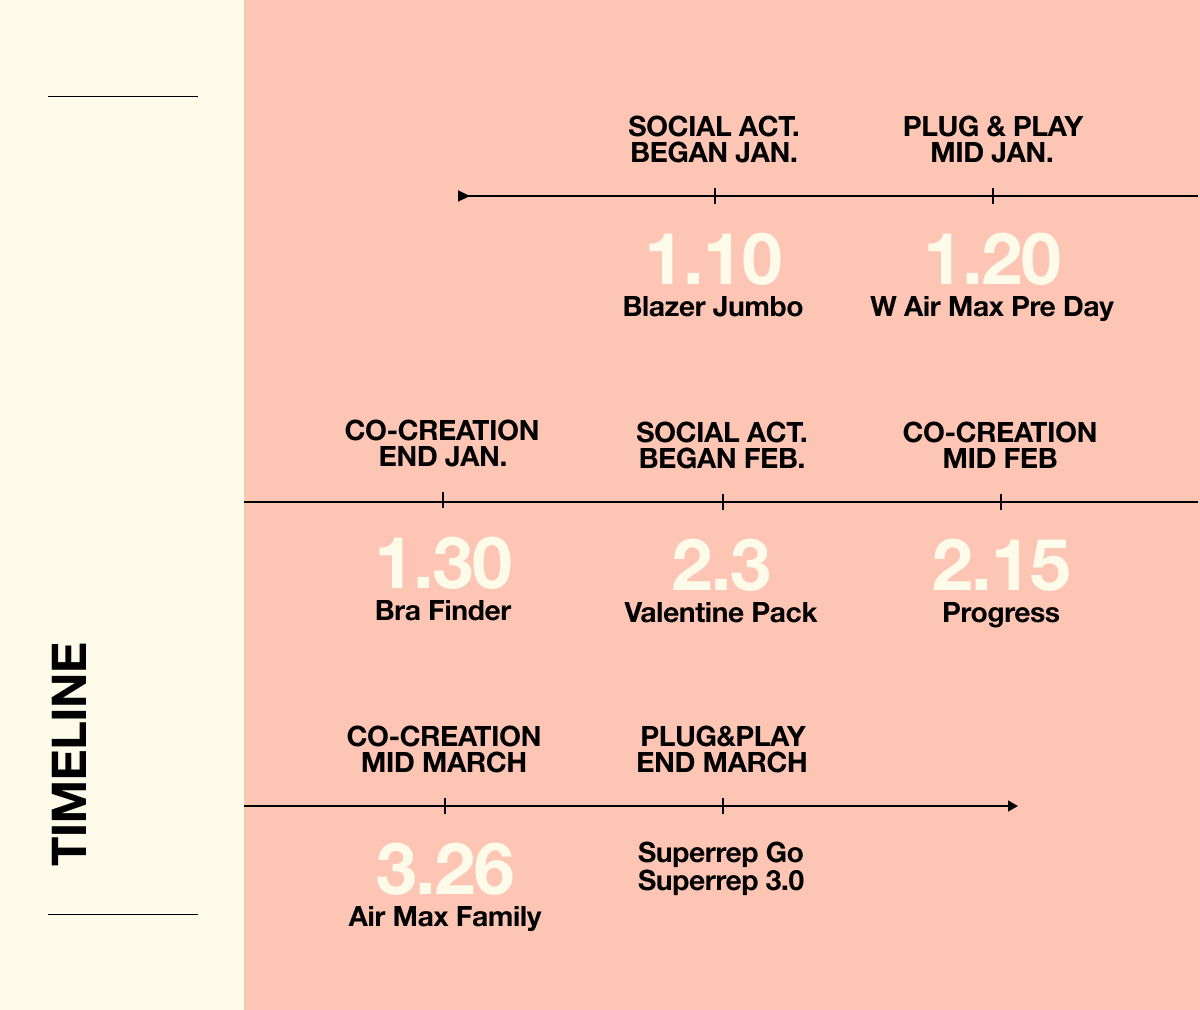 TIMELINE
SOCIAL ACT.
BEGAN JAN.
1.10
Blazer Jumbo
PLUG & PLAY
MID JAN.
1.20
W Air Max Pre Day
CO-CREATION
END JAN.
1.30
Bra Finder
SOCIAL ACT.
BEGAN FEB.
2.3
Valentine Pack
CO-CREATION
MID FEB
2.15
Progress
CO-CREATION
MID MARCH
3.26
Air Max Family
PLUG&PLAY
END MARCH
Superrep Go
Superrep 3.0